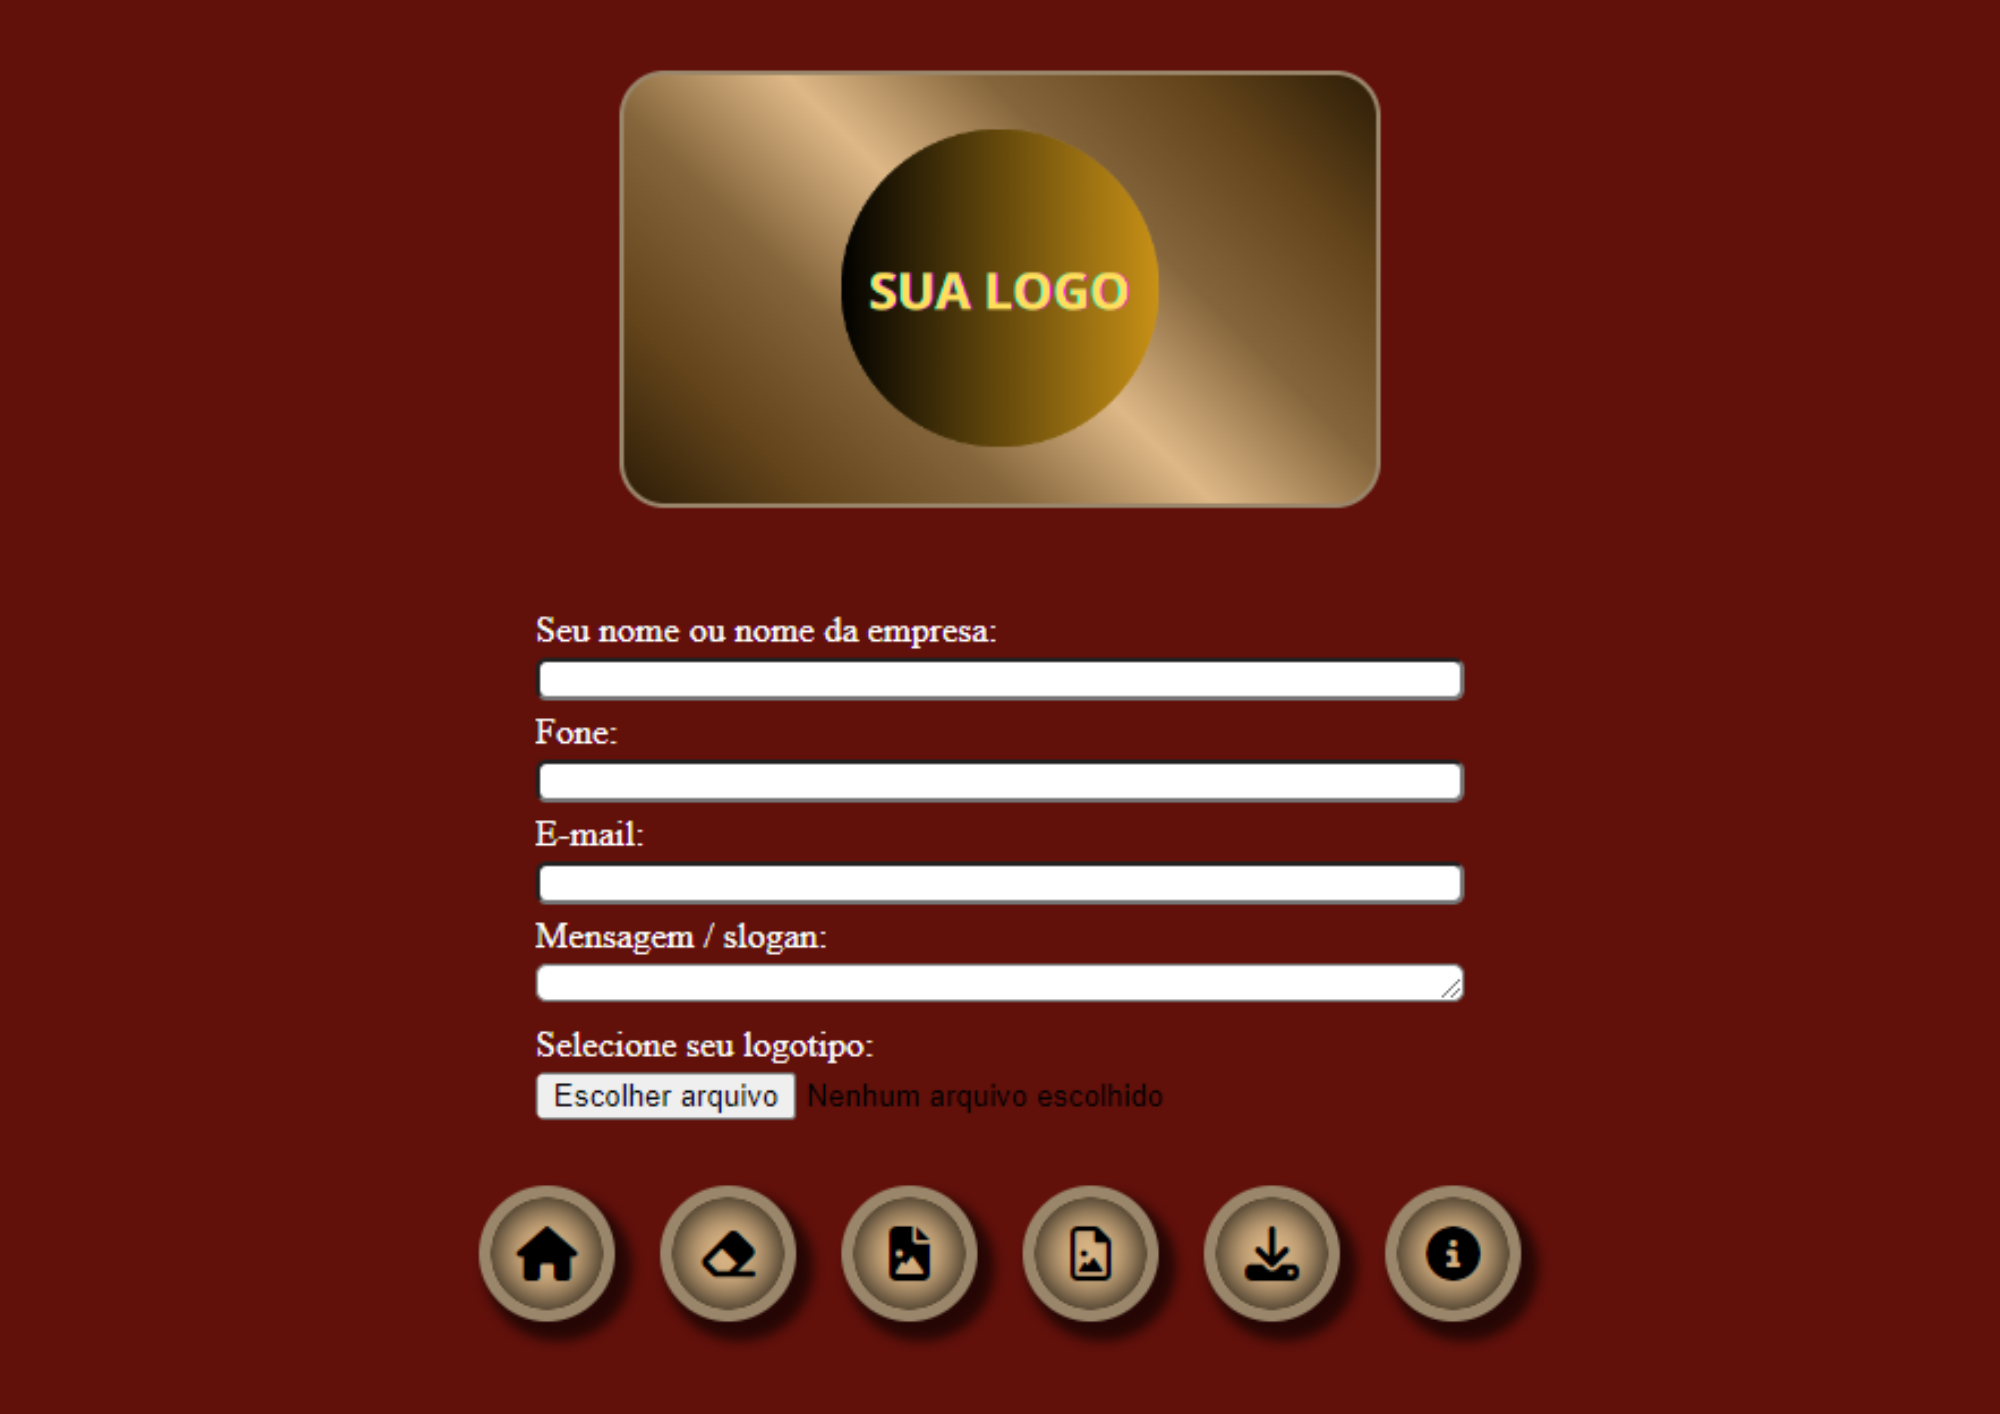 SUA LOGO
Seu nome ou nome da empresa:
Fone:
E-mail:
Mensagem / slogan:
Selecione seu logotipo:
Escolher arquivo Nenhum arquivo escolhido